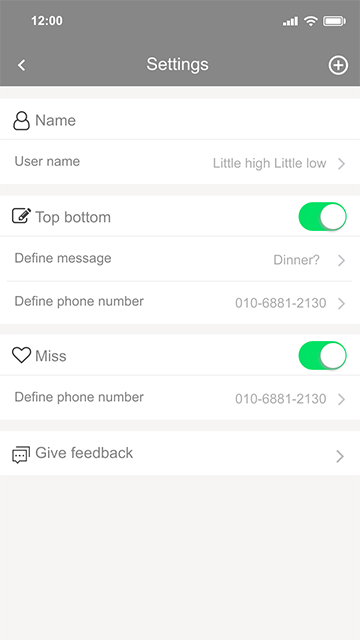 12:00
Settings
Name
User name Little high Little low
Top bottom
Define message Dinner?
Define phone number 010-6881-2130
Miss
Define phone number 010-6881-2130
Give feedback